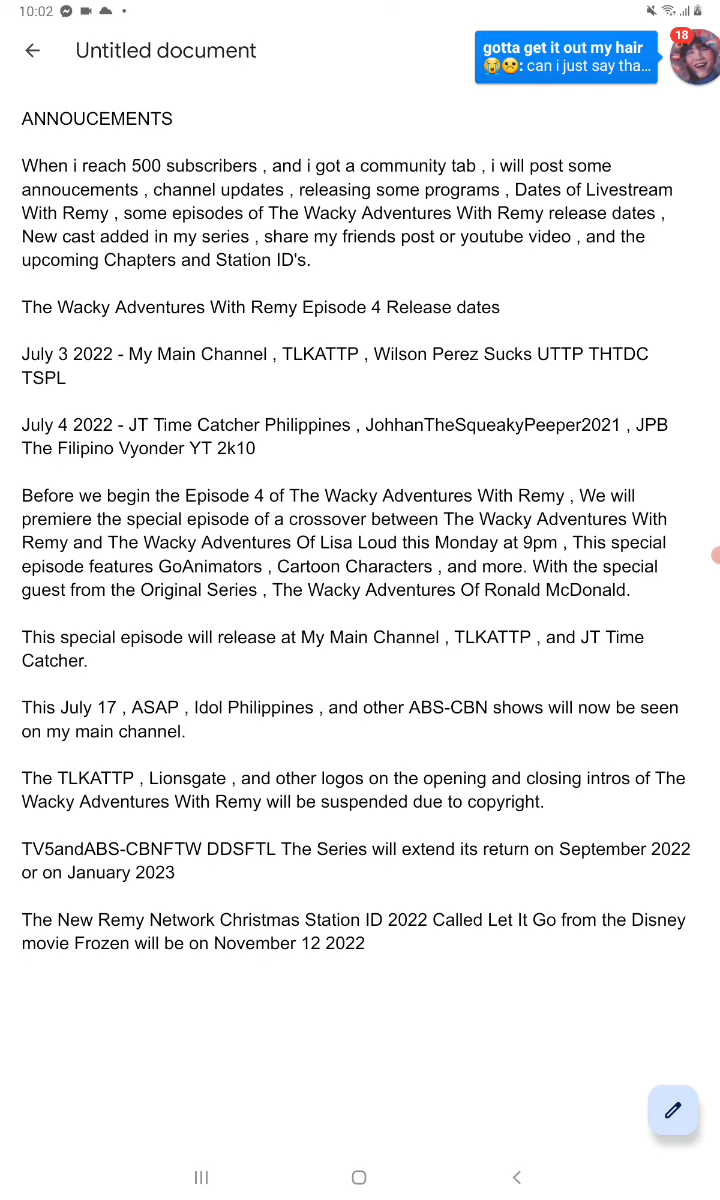 10:02
Untitled document
gotta get it out my hair
😭☹️: can i just say tha...
18
ANNOUCEMENTS
When i reach 500 subscribers , and i got a community tab , i will post some
annoucements , channel updates , releasing some programs , Dates of Livestream
With Remy , some episodes of The Wacky Adventures With Remy release dates ,
New cast added in my series , share my friends post or youtube video , and the
upcoming Chapters and Station ID's.
The Wacky Adventures With Remy Episode 4 Release dates
July 3 2022 - My Main Channel , TLKATTP , Wilson Perez Sucks UTTP THTDC
TSPL
July 4 2022 - JT Time Catcher Philippines , JohhanTheSqueakyPeeper2021 , JPB
The Filipino Vyonder YT 2k10
Before we begin the Episode 4 of The Wacky Adventures With Remy , We will
premiere the special episode of a crossover between The Wacky Adventures With
Remy and The Wacky Adventures Of Lisa Loud this Monday at 9pm , This special
episode features GoAnimators , Cartoon Characters , and more. With the special
guest from the Original Series , The Wacky Adventures Of Ronald McDonald.
This special episode will release at My Main Channel , TLKATTP , and JT Time
Catcher.
This July 17 , ASAP , Idol Philippines , and other ABS-CBN shows will now be seen
on my main channel.
The TLKATTP , Lionsgate , and other logos on the opening and closing intros of The
Wacky Adventures With Remy will be suspended due to copyright.
TV5andABS-CBNFTW DDSFTL The Series will extend its return on September 2022
or on January 2023
The New Remy Network Christmas Station ID 2022 Called Let It Go from the Disney
movie Frozen will be on November 12 2022